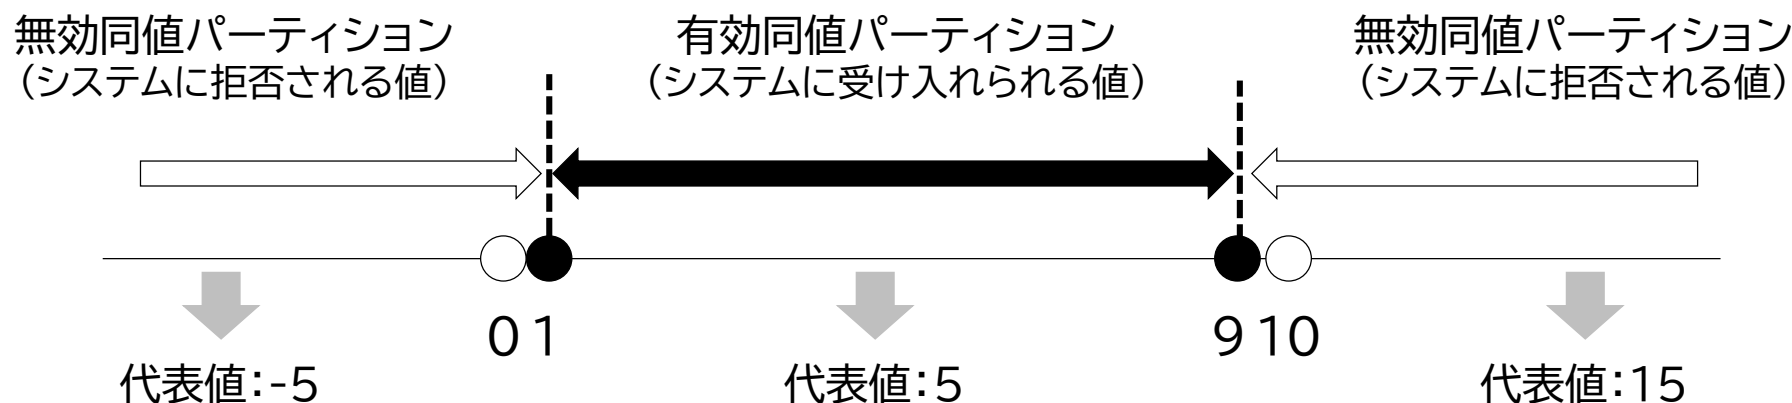 無効同値パーティション
（システムに拒否される値）
有効同値パーティション
（システムに受け入れられる値）
無効同値パーティション
（システムに拒否される値）
0 1
9 10
代表値：-5
代表値：5
代表値：15